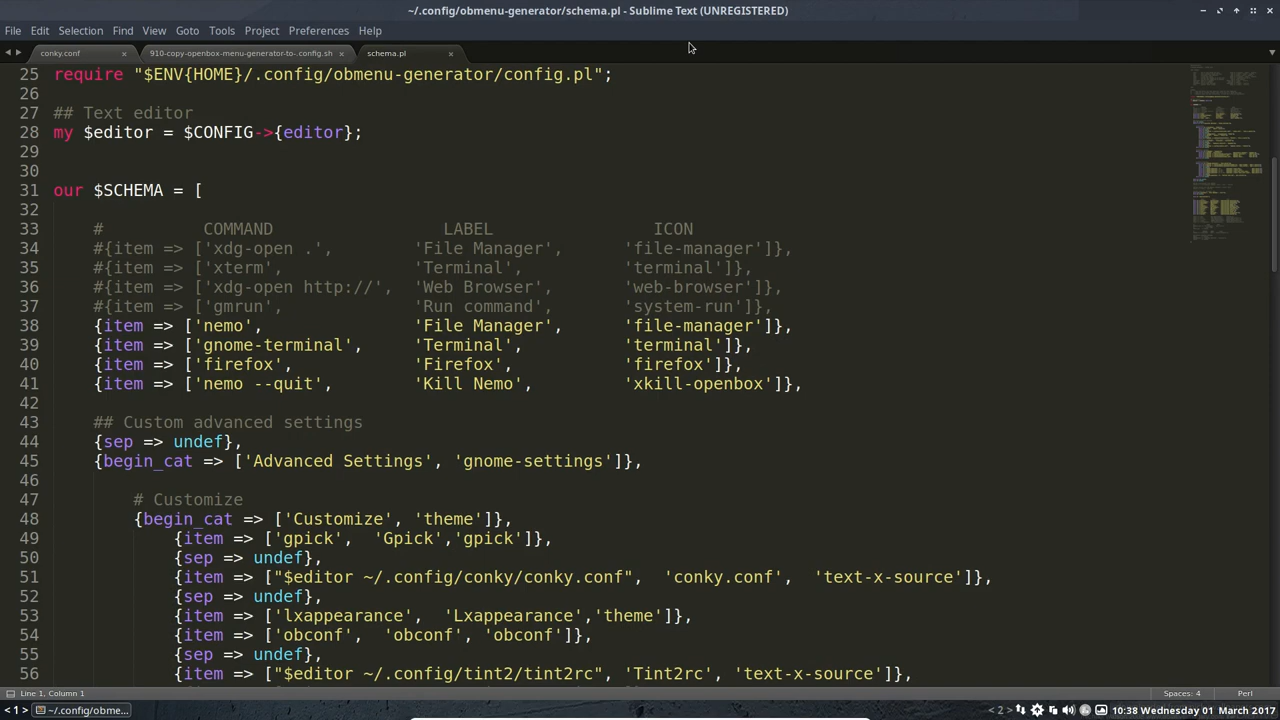 ~/.config/obmenu-generator/schema.pl - Sublime Text (UNREGISTERED)
File Edit Selection Find View Goto Tools Project Preferences Help
conky.conf 910-copy-openbox-menu-generator-to-.config.sh schema.pl
25 require "$ENV{HOME}/.config/obmenu-generator/config.pl";
26
27 ## Text editor
28 my $editor = $CONFIG->{editor};
29
30
31 our $SCHEMA = [
32
33 # COMMAND LABEL ICON
34 #{item => ['xdg-open .', 'File Manager', 'file-manager']},
35 #{item => ['xterm', 'Terminal', 'terminal']},
36 #{item => ['xdg-open http://', 'Web Browser', 'web-browser']},
37 #{item => ['gmrun', 'Run command', 'system-run']},
38 {item => ['nemo', 'File Manager', 'file-manager']},
39 {item => ['gnome-terminal', 'Terminal', 'terminal']},
40 {item => ['firefox', 'Firefox', 'firefox']},
41 {item => ['nemo --quit', 'Kill Nemo', 'xkill-openbox']},
42
43 ## Custom advanced settings
44 {sep => undef},
45 {begin_cat => ['Advanced Settings', 'gnome-settings']},
46
47 # Customize
48 {begin_cat => ['Customize', 'theme']},
49 {item => ['gpick', 'Gpick','gpick']},
50 {sep => undef},
51 {item => ["$editor ~/.config/conky/conky.conf", 'conky.conf', 'text-x-source']},
52 {sep => undef},
53 {item => ['lxappearance', 'Lxappearance','theme']},
54 {item => ['obconf', 'obconf', 'obconf']},
55 {sep => undef},
56 {item => ["$editor ~/.config/tint2/tint2rc", 'Tint2rc', 'text-x-source']},
Line 1, Column 1 Spaces: 4 Perl
< 1 > ~/.config/obme... < 2 > 10:38 Wednesday 01 March 2017